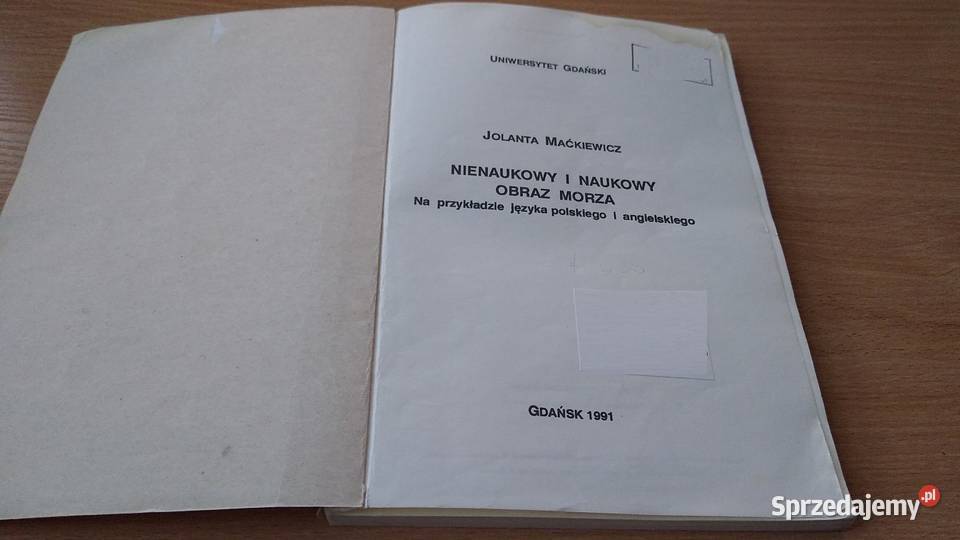 UNIWERSYTET GDAŃSKI
JOLANTA MAĆKIEWICZ
NIENAUKOWY I NAUKOWY
OBRAZ MORZA
Na przykładzie języka polskiego i angielskiego
GDAŃSK 1991
Sprzedajemy.pl